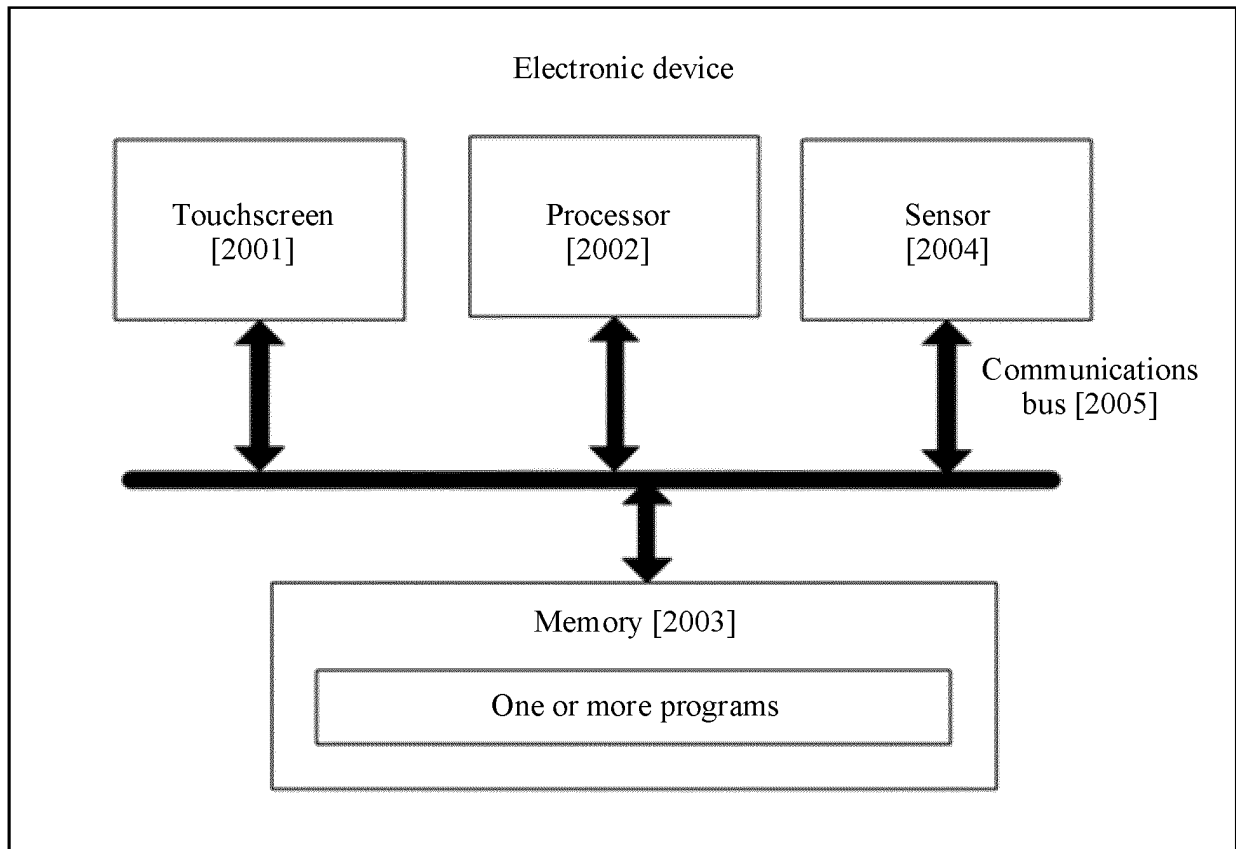 Electronic device
Touchscreen
[2001]
Processor
[2002]
Sensor
[2004]
Communications
bus [2005]
Memory [2003]
One or more programs